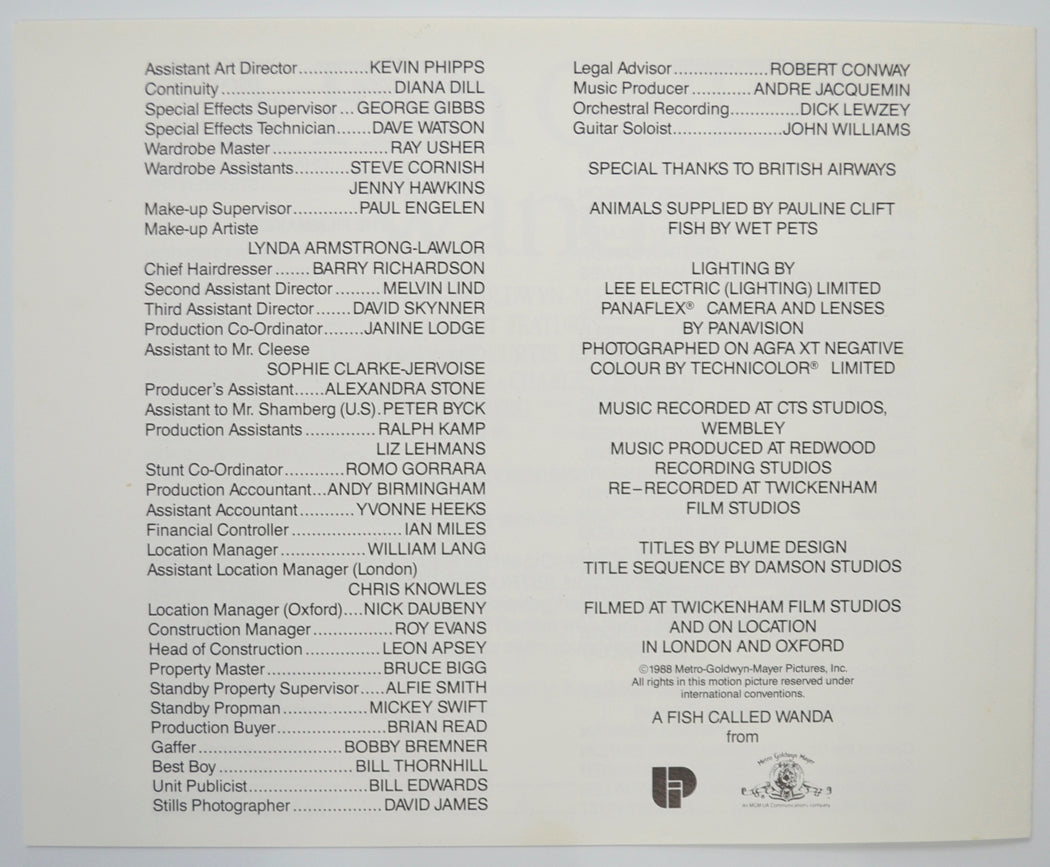 Assistant Art Director..............KEVIN PHIPPS
Continuity..................................DIANA DILL
Special Effects Supervisor ... GEORGE GIBBS
Special Effects Technician.......DAVE WATSON
Wardrobe Master .......................RAY USHER
Wardrobe Assistants...........STEVE CORNISH
JENNY HAWKINS
Make-up Supervisor.............PAUL ENGELEN
Make-up Artiste
LYNDA ARMSTRONG-LAWLOR
Chief Hairdresser ....... BARRY RICHARDSON
Second Assistant Director .........MELVIN LIND
Third Assistant Director.......DAVID SKYNNER
Production Co-Ordinator........JANINE LODGE
Assistant to Mr. Cleese
SOPHIE CLARKE-JERVOISE
Producer's Assistant......ALEXANDRA STONE
Assistant to Mr. Shamberg (U.S).PETER BYCK
Production Assistants ..............RALPH KAMP
LIZ LEHMANS
Stunt Co-Ordinator............ROMO GORRARA
Production Accountant...ANDY BIRMINGHAM
Assistant Accountant...........YVONNE HEEKS
Financial Controller .......................IAN MILES
Location Manager .................WILLIAM LANG
Assistant Location Manager (London)
CHRIS KNOWLES
Location Manager (Oxford)....NICK DAUBENY
Construction Manager................ROY EVANS
Head of Construction ...............LEON APSEY
Property Master.......................BRUCE BIGG
Standby Property Supervisor.....ALFIE SMITH
Standby Propman.................MICKEY SWIFT
Production Buyer......................BRIAN READ
Gaffer.............................BOBBY BREMNER
Best Boy...........................BILL THORNHILL
Unit Publicist........................BILL EDWARDS
Stills Photographer ..................DAVID JAMES
Legal Advisor...................ROBERT CONWAY
Music Producer ............ANDRE JACQUEMIN
Orchestral Recording..............DICK LEWZEY
Guitar Soloist......................JOHN WILLIAMS
SPECIAL THANKS TO BRITISH AIRWAYS
ANIMALS SUPPLIED BY PAULINE CLIFT
FISH BY WET PETS
LIGHTING BY
LEE ELECTRIC (LIGHTING) LIMITED
PANAFLEX® CAMERA AND LENSES
BY PANAVISION
PHOTOGRAPHED ON AGFA XT NEGATIVE
COLOUR BY TECHNICOLOR® LIMITED
MUSIC RECORDED AT CTS STUDIOS,
WEMBLEY
MUSIC PRODUCED AT REDWOOD
RECORDING STUDIOS
RE–RECORDED AT TWICKENHAM
FILM STUDIOS
TITLES BY PLUME DESIGN
TITLE SEQUENCE BY DAMSON STUDIOS
FILMED AT TWICKENHAM FILM STUDIOS
AND ON LOCATION
IN LONDON AND OXFORD
©1988 Metro-Goldwyn-Mayer Pictures, Inc.
All rights in this motion picture reserved under
international conventions.
A FISH CALLED WANDA
from
Metro Goldwyn Mayer
An MGM/UA Communications company